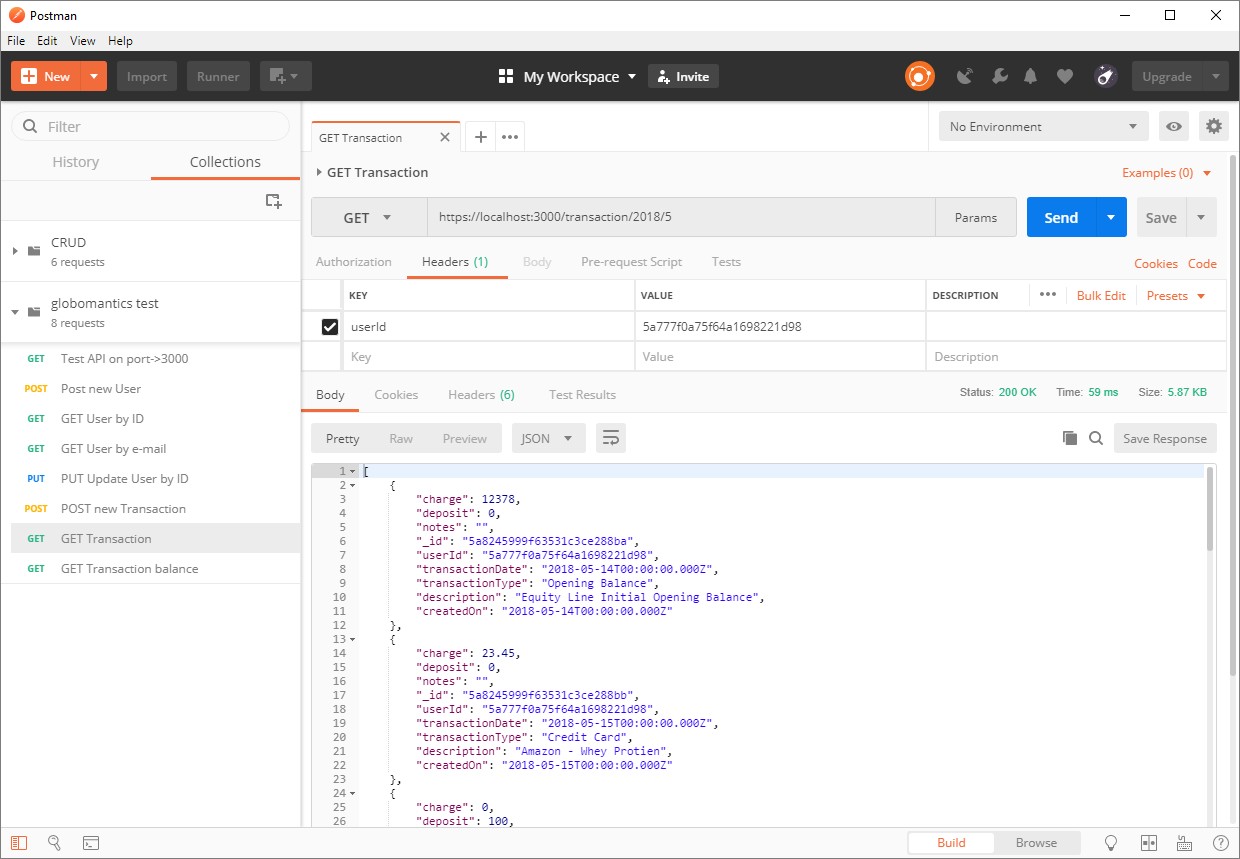 Postman
File Edit View Help
New Import Runner My Workspace Invite Upgrade
Filter
History Collections
CRUD
6 requests
globomantics test
8 requests
GET Test API on port->3000
POST Post new User
GET GET User by ID
GET GET User by e-mail
PUT PUT Update User by ID
POST POST new Transaction
GET GET Transaction
GET GET Transaction balance
GET Transaction
No Environment
GET Transaction Examples (0)
GET https://localhost:3000/transaction/2018/5 Params Send Save
Authorization Headers (1) Body Pre-request Script Tests Cookies Code
KEY VALUE DESCRIPTION Bulk Edit Presets
userId 5a777f0a75f64a1698221d98
Key Value Description
Body Cookies Headers (6) Test Results Status: 200 OK Time: 59 ms Size: 5.87 KB
Pretty Raw Preview JSON Save Response
1 [
2 {
3 "charge": 12378,
4 "deposit": 0,
5 "notes": "",
6 "_id": "5a8245999f63531c3ce288ba",
7 "userId": "5a777f0a75f64a1698221d98",
8 "transactionDate": "2018-05-14T00:00:00.000Z",
9 "transactionType": "Opening Balance",
10 "description": "Equity Line Initial Opening Balance",
11 "createdOn": "2018-05-14T00:00:00.000Z"
12 },
13 {
14 "charge": 23.45,
15 "deposit": 0,
16 "notes": "",
17 "_id": "5a8245999f63531c3ce288bb",
18 "userId": "5a777f0a75f64a1698221d98",
19 "transactionDate": "2018-05-15T00:00:00.000Z",
20 "transactionType": "Credit Card",
21 "description": "Amazon - Whey Protien",
22 "createdOn": "2018-05-15T00:00:00.000Z"
23 },
24 {
25 "charge": 0,
26 "deposit": 100,
Build Browse